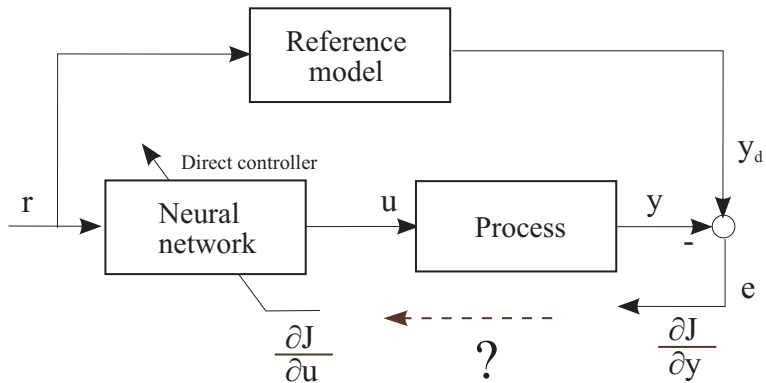 Reference
model
y_d
Direct controller
r
Neural
network
u
Process
y
-
e
∂J
∂u
?
∂J
∂y